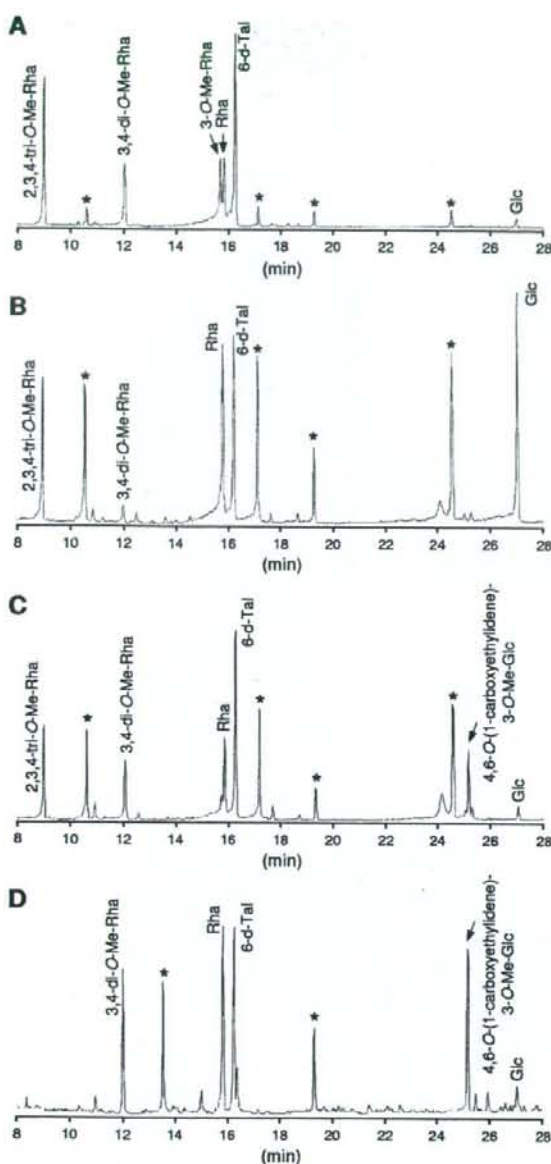 A
2,3,4-tri-O-Me-Rha
*
3,4-di-O-Me-Rha
3-O-Me-Rha
Rha
6-d-Tal
*
*
*
Glc
8 10 12 14 16 18 20 22 24 26 28
(min)
B
2,3,4-tri-O-Me-Rha
*
3,4-di-O-Me-Rha
Rha
6-d-Tal
*
*
*
Glc
8 10 12 14 16 18 20 22 24 26 28
(min)
C
2,3,4-tri-O-Me-Rha
*
3,4-di-O-Me-Rha
Rha
6-d-Tal
*
*
*
4,6-O-(1-carboxyethylidene)-
3-O-Me-Glc
Glc
8 10 12 14 16 18 20 22 24 26 28
(min)
D
3,4-di-O-Me-Rha
*
Rha
6-d-Tal
*
4,6-O-(1-carboxyethylidene)-
3-O-Me-Glc
Glc
8 10 12 14 16 18 20 22 24 26 28
(min)